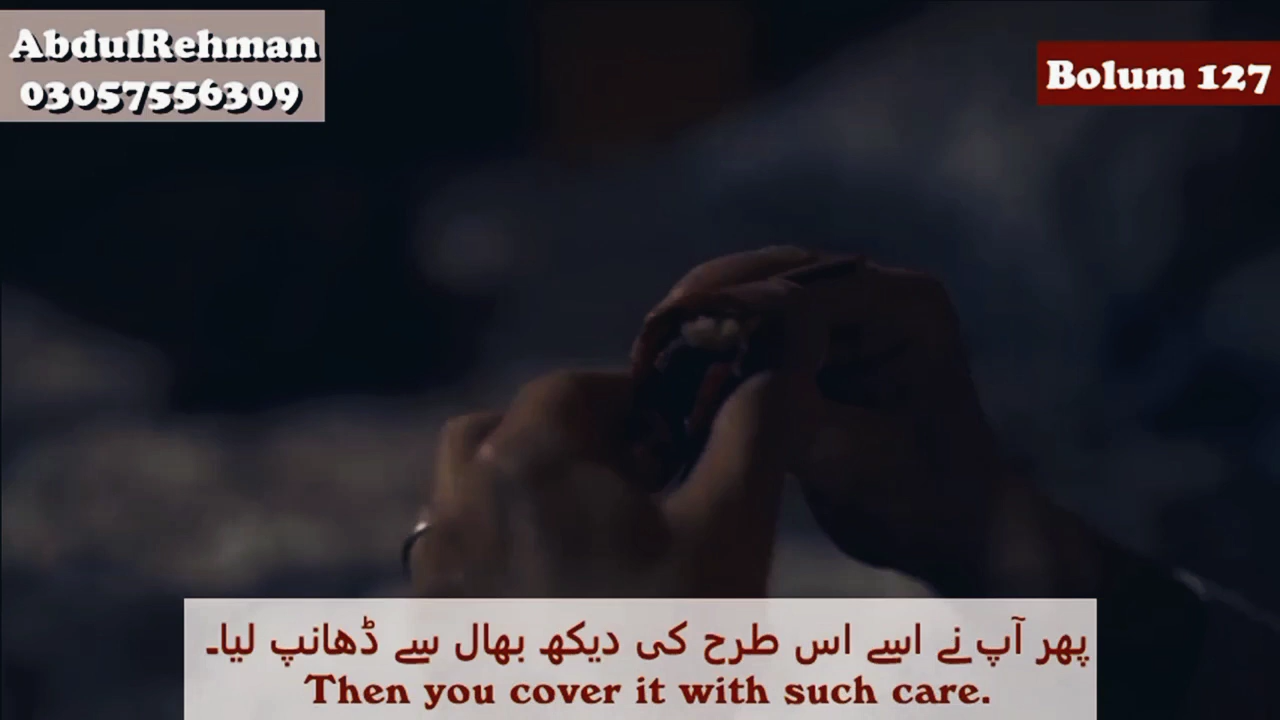 AbdulRehman
03057556309
Bolum 127
پھر آپ نے اسے اس طرح کی دیکھ بھال سے ڈھانپ لیا۔
Then you cover it with such care.